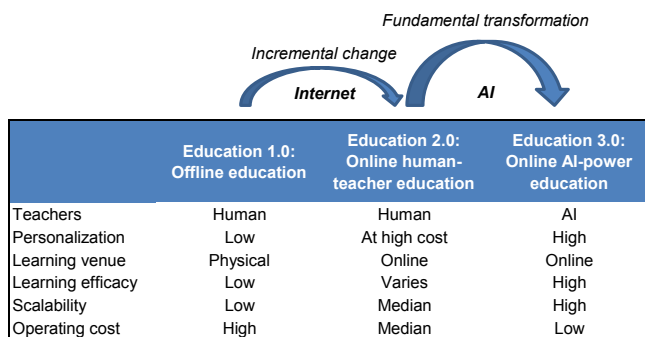 Fundamental transformation
Incremental change
Internet
AI
Education 1.0:
Offline education
Education 2.0:
Online human-
teacher education
Education 3.0:
Online AI-power
education
Teachers Human Human AI
Personalization Low At high cost High
Learning venue Physical Online Online
Learning efficacy Low Varies High
Scalability Low Median High
Operating cost High Median Low